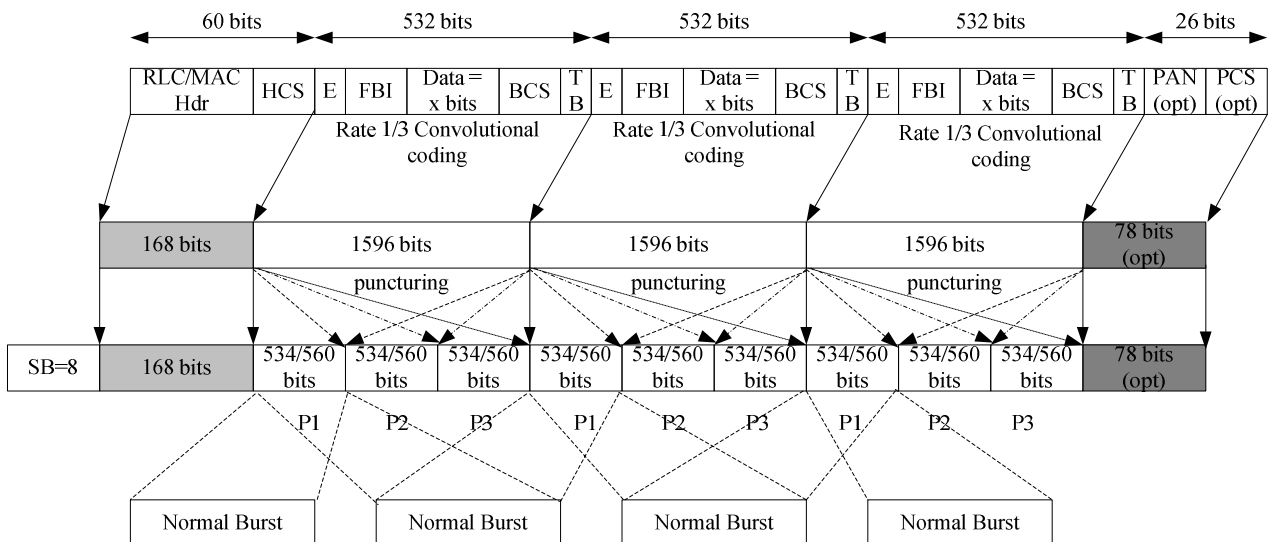 60 bits
532 bits
532 bits
532 bits
26 bits
RLC/MAC
Hdr
HCS
E
FBI
Data =
x bits
BCS
T
B
E
FBI
Data =
x bits
BCS
T
B
E
FBI
Data =
x bits
BCS
T
B
PAN
(opt)
PCS
(opt)
Rate 1/3 Convolutional
coding
Rate 1/3 Convolutional
coding
Rate 1/3 Convolutional
coding
168 bits
1596 bits
1596 bits
1596 bits
78 bits
(opt)
puncturing
puncturing
puncturing
SB=8
168 bits
534/560
bits
534/560
bits
534/560
bits
534/560
bits
534/560
bits
534/560
bits
534/560
bits
534/560
bits
534/560
bits
78 bits
(opt)
P1
P2
P3
P1
P2
P3
P1
P2
P3
Normal Burst
Normal Burst
Normal Burst
Normal Burst